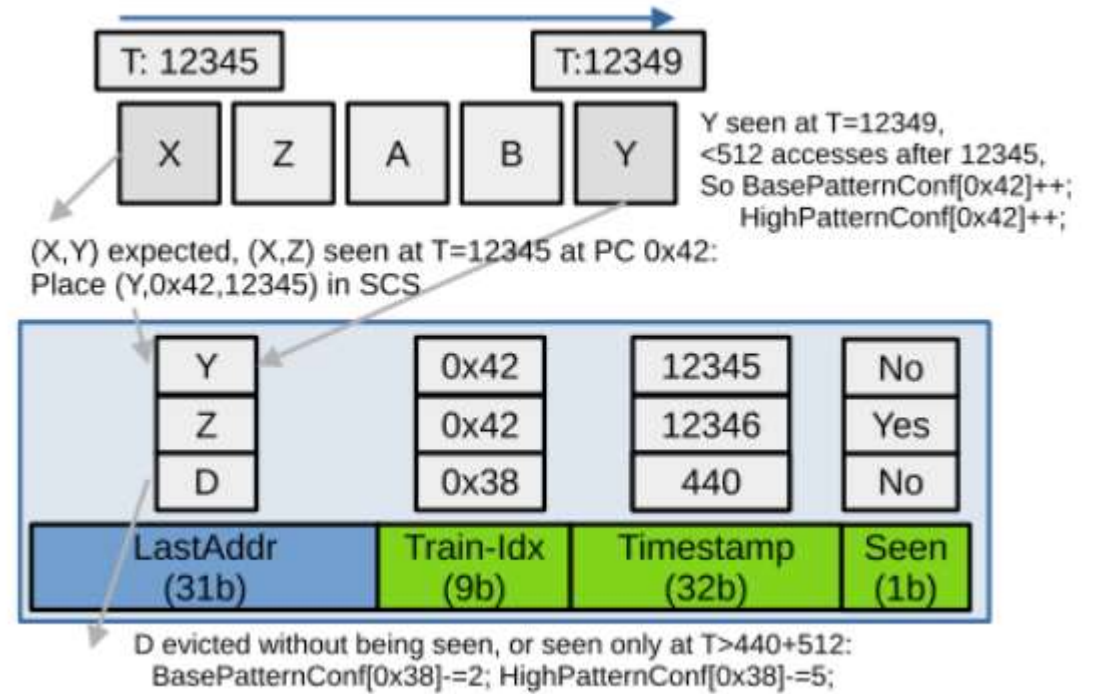 T: 12345
T:12349
X Z A B Y
Y seen at T=12349,
<512 accesses after 12345,
So BasePatternConf[0x42]++;
HighPatternConf[0x42]++;
(X,Y) expected, (X,Z) seen at T=12345 at PC 0x42:
Place (Y,0x42,12345) in SCS
Y 0x42 12345 No
Z 0x42 12346 Yes
D 0x38 440 No
LastAddr Train-Idx Timestamp Seen
(31b) (9b) (32b) (1b)
D evicted without being seen, or seen only at T>440+512:
BasePatternConf[0x38]-=2; HighPatternConf[0x38]-=5;